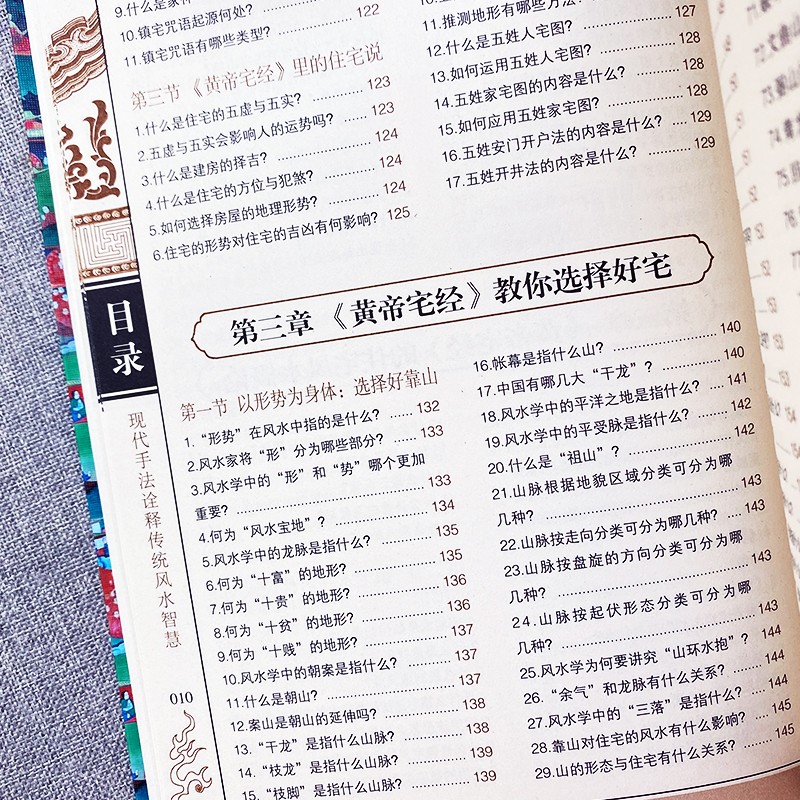 10.镇宅咒语起源何处?
11.镇宅咒语有哪些类型? 122
第三节 《黄帝宅经》里的住宅说
1.什么是住宅的五虚与五实? 123
2.五虚与五实会影响人的运势吗? 123
3.什么是建房的择吉? 124
4.什么是住宅的方位与犯煞? 124
5.如何选择房屋的地理形势? 124
6.住宅的形势对住宅的吉凶有何影响? 125
11.推测地形有哪些方法?
12.什么是五姓人宅图? 127
13.如何运用五姓人宅图? 128
14.五姓家宅图的内容是什么? 128
15.如何应用五姓家宅图? 128
16.五姓安门开户法的内容是什么? 129
17.五姓开井法的内容是什么? 129
第三章 《黄帝宅经》教你选择好宅
第一节 以形势为身体:选择好靠山
1.“形势”在风水中指的是什么? 132
2.风水家将“形”分为哪些部分? 133
3.风水学中的“形”和“势”哪个更加
重要? 133
4.何为“风水宝地”? 134
5.风水学中的龙脉是指什么? 135
6.何为“十富”的地形? 135
7.何为“十贵”的地形? 136
8.何为“十贫”的地形? 136
9.何为“十贱”的地形? 137
10.风水学中的朝案是指什么? 137
11.什么是朝山? 137
12.案山是朝山的延伸吗? 138
13.“干龙”是指什么山脉? 138
14.“枝龙”是指什么山脉? 139
15.“枝脚”是指什么山脉? 139
16.帐幕是指什么山? 140
17.中国有哪几大“干龙”? 140
18.风水学中的平洋之地是指什么? 141
19.风水学中的平受脉是指什么? 142
20.什么是“祖山”? 142
21.山脉根据地貌区域分类可分为哪
几种? 143
22.山脉按走向分类可分为哪几种? 143
23.山脉按盘旋的方向分类可分为哪
几种? 143
24.山脉按起伏形态分类可分为哪
几种? 143
25.风水学为何要讲究“山环水抱”? 144
26.“余气”和龙脉有什么关系? 144
27.风水学中的“三落”是指什么? 144
28.靠山对住宅的风水有什么影响? 145
29.山的形态与住宅有什么关系? 145
目录
现代手法诠释传统风水智慧
010